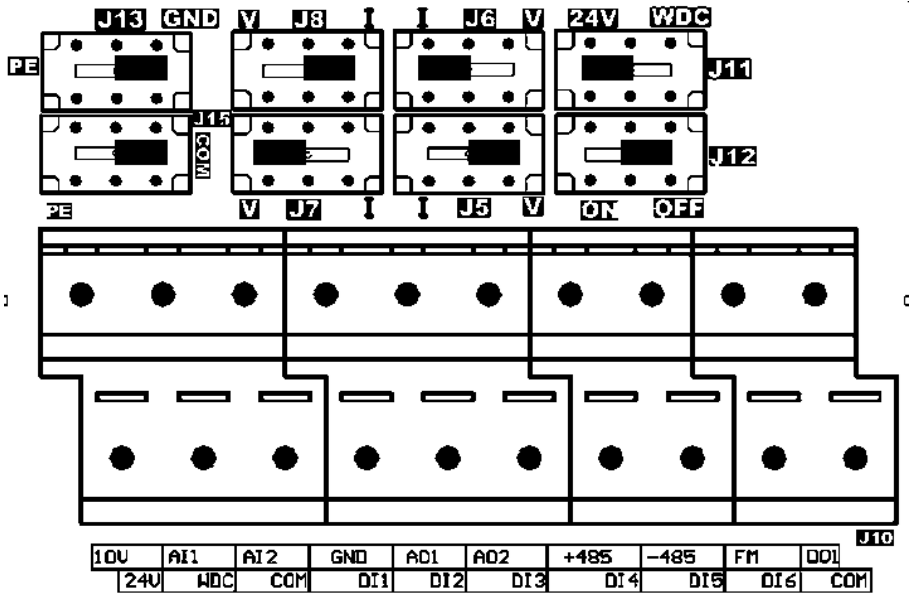 J13 GND V J8 I I J6 V 24V WDC
PE J11
J15
COM J12
PE V J7 I I J5 V ON OFF
J10
10V AI1 AI2 GND AO1 AO2 +485 -485 FM DO1
24V WDC COM DI1 DI2 DI3 DI4 DI5 DI6 COM